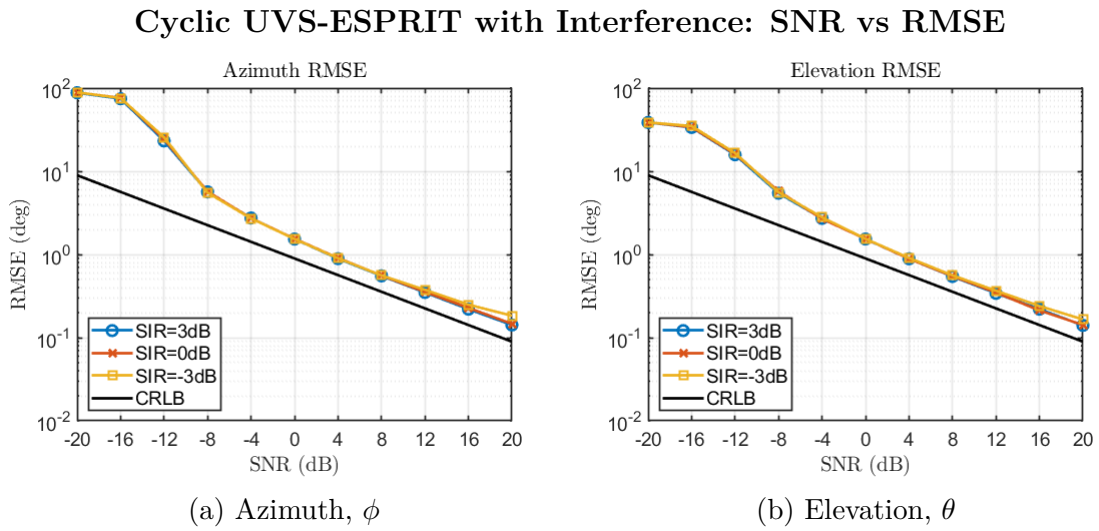 Cyclic UVS-ESPRIT with Interference: SNR vs RMSE
Azimuth RMSE
RMSE (deg)
10^2
10^1
10^0
10^-1
10^-2
SIR=3dB
SIR=0dB
SIR=-3dB
CRLB
-20 -16 -12 -8 -4 0 4 8 12 16 20
SNR (dB)
(a) Azimuth, ϕ
Elevation RMSE
RMSE (deg)
10^2
10^1
10^0
10^-1
10^-2
SIR=3dB
SIR=0dB
SIR=-3dB
CRLB
-20 -16 -12 -8 -4 0 4 8 12 16 20
SNR (dB)
(b) Elevation, θ